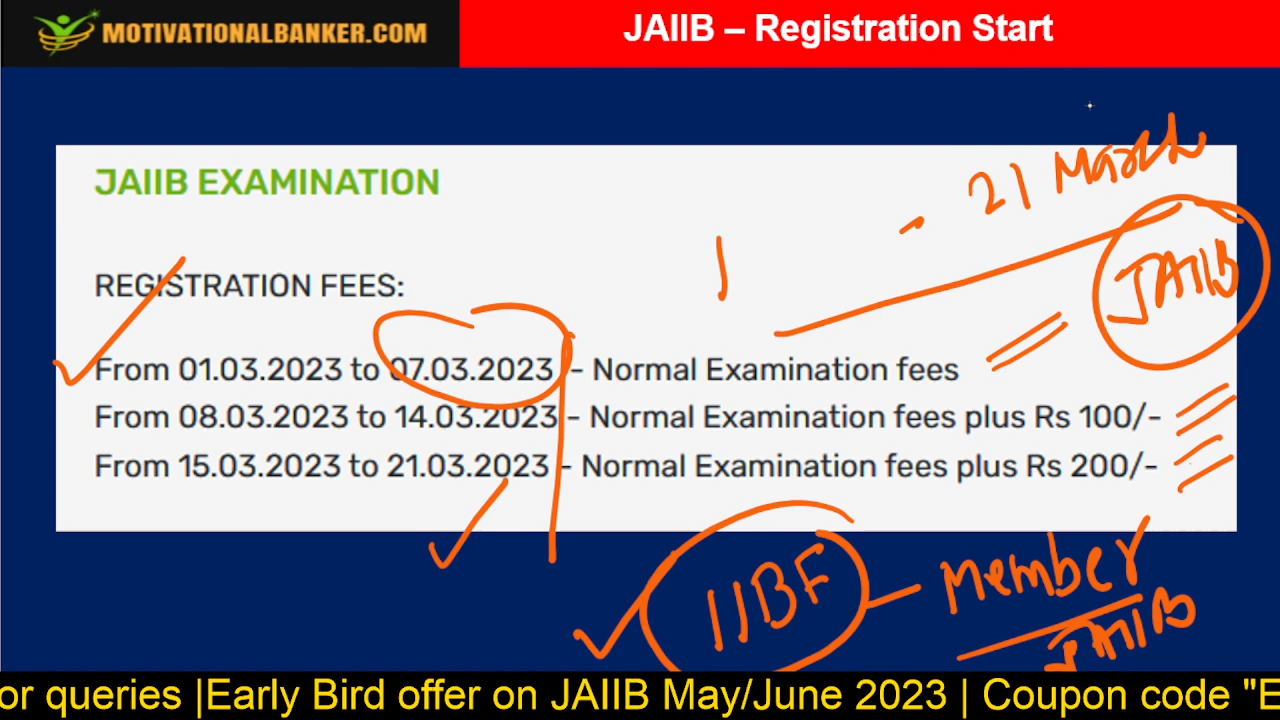 MOTIVATIONALBANKER.COM
JAIIB – Registration Start
21 March
JAIIB EXAMINATION
JAIIB
REGISTRATION FEES:
From 01.03.2023 to 07.03.2023 – Normal Examination fees
From 08.03.2023 to 14.03.2023 – Normal Examination fees plus Rs 100/-
From 15.03.2023 to 21.03.2023 – Normal Examination fees plus Rs 200/-
IIBF – Member
JAIIB
or queries |Early Bird offer on JAIIB May/June 2023 | Coupon code "E